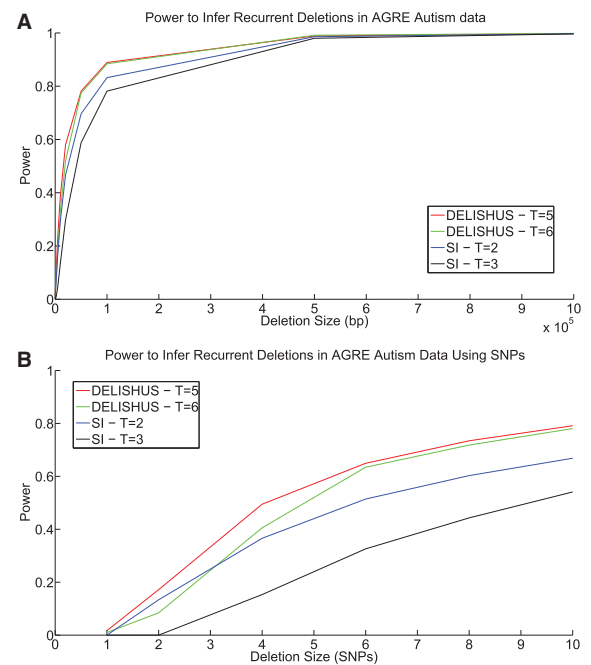 A
Power to Infer Recurrent Deletions in AGRE Autism data
1
0.8
0.6
0.4
0.2
0
Power
DELISHUS − T=5
DELISHUS − T=6
SI − T=2
SI − T=3
0 1 2 3 4 5 6 7 8 9 10
Deletion Size (bp)
x 10^5
B
Power to Infer Recurrent Deletions in AGRE Autism Data Using SNPs
1
0.8
0.6
0.4
0.2
0
Power
DELISHUS − T=5
DELISHUS − T=6
SI − T=2
SI − T=3
0 1 2 3 4 5 6 7 8 9 10
Deletion Size (SNPs)